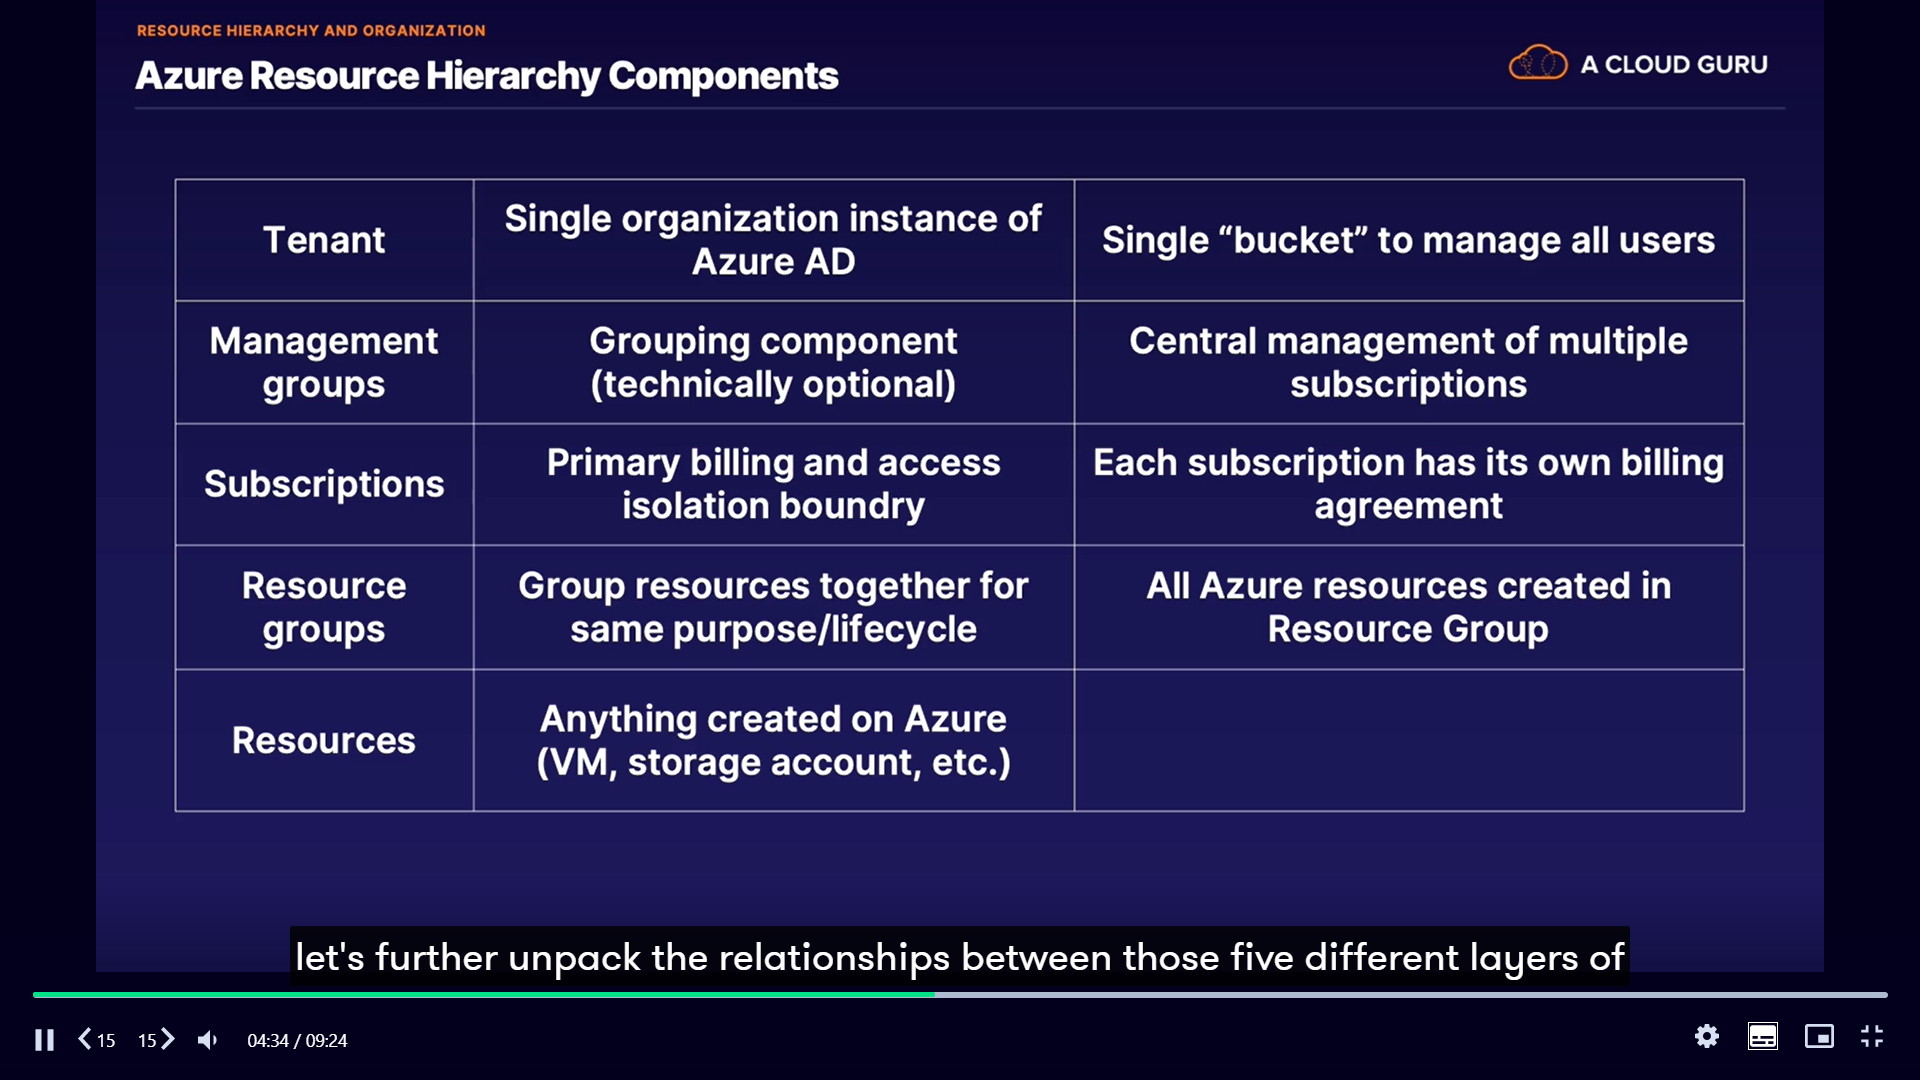 RESOURCE HIERARCHY AND ORGANIZATION
Azure Resource Hierarchy Components
A CLOUD GURU
Tenant
Single organization instance of
Azure AD
Single “bucket” to manage all users
Management
groups
Grouping component
(technically optional)
Central management of multiple
subscriptions
Subscriptions
Primary billing and access
isolation boundry
Each subscription has its own billing
agreement
Resource
groups
Group resources together for
same purpose/lifecycle
All Azure resources created in
Resource Group
Resources
Anything created on Azure
(VM, storage account, etc.)
let's further unpack the relationships between those five different layers of
15 15 04:34 / 09:24